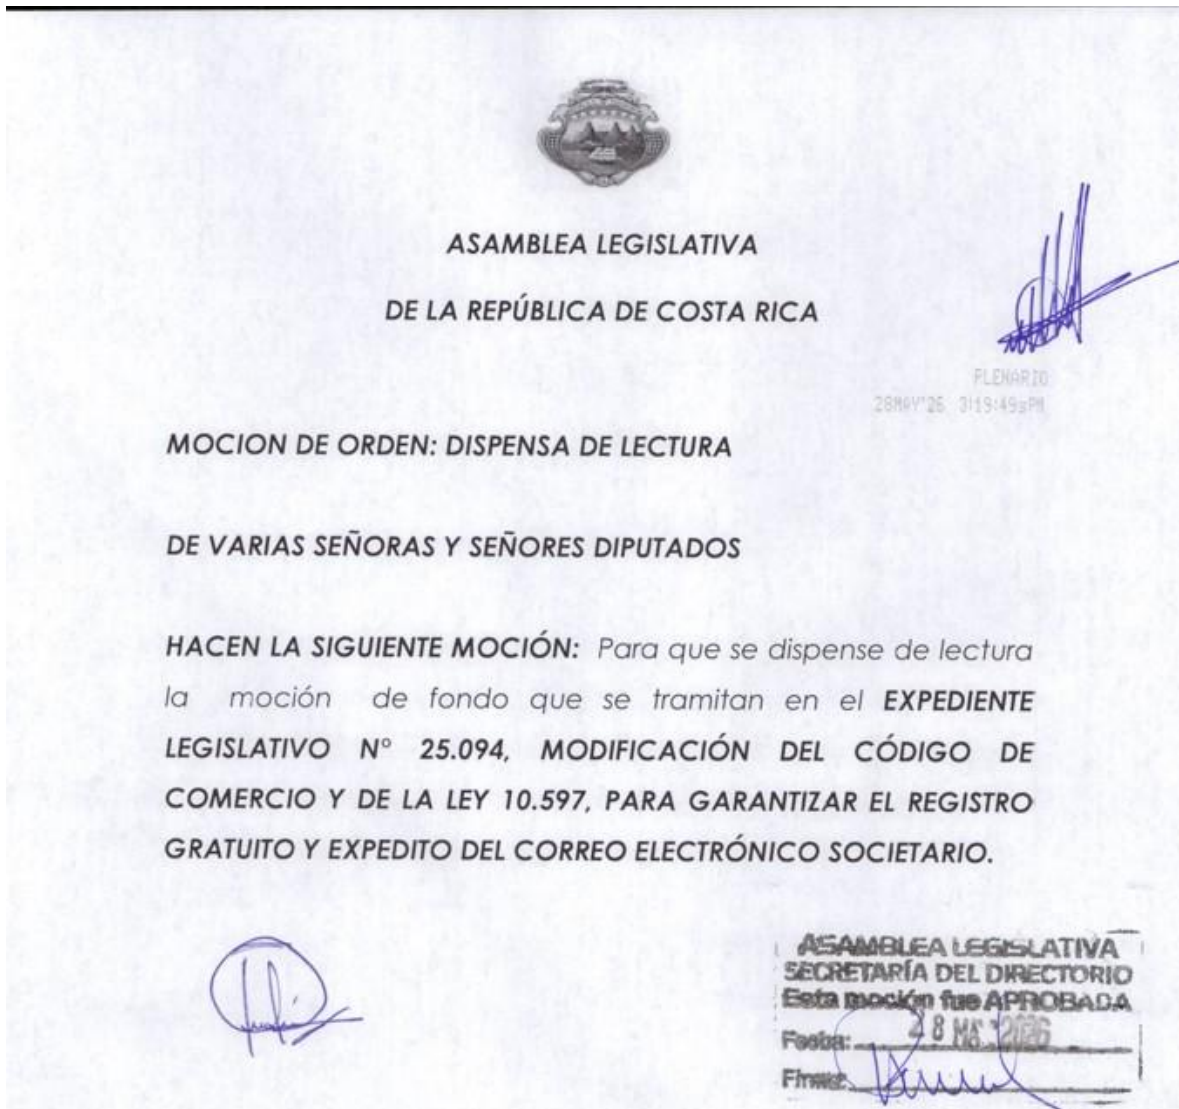 ASAMBLEA LEGISLATIVA
DE LA REPÚBLICA DE COSTA RICA
PLENARIO
28MAY'26 3:19:49sPM
MOCION DE ORDEN: DISPENSA DE LECTURA
DE VARIAS SEÑORAS Y SEÑORES DIPUTADOS
HACEN LA SIGUIENTE MOCIÓN: Para que se dispense de lectura
la moción de fondo que se tramitan en el EXPEDIENTE
LEGISLATIVO N° 25.094, MODIFICACIÓN DEL CÓDIGO DE
COMERCIO Y DE LA LEY 10.597, PARA GARANTIZAR EL REGISTRO
GRATUITO Y EXPEDITO DEL CORREO ELECTRÓNICO SOCIETARIO.
ASAMBLEA LEGISLATIVA
SECRETARÍA DEL DIRECTORIO
Esta moción fue APROBADA
Fecha: 28 2026
Firma: